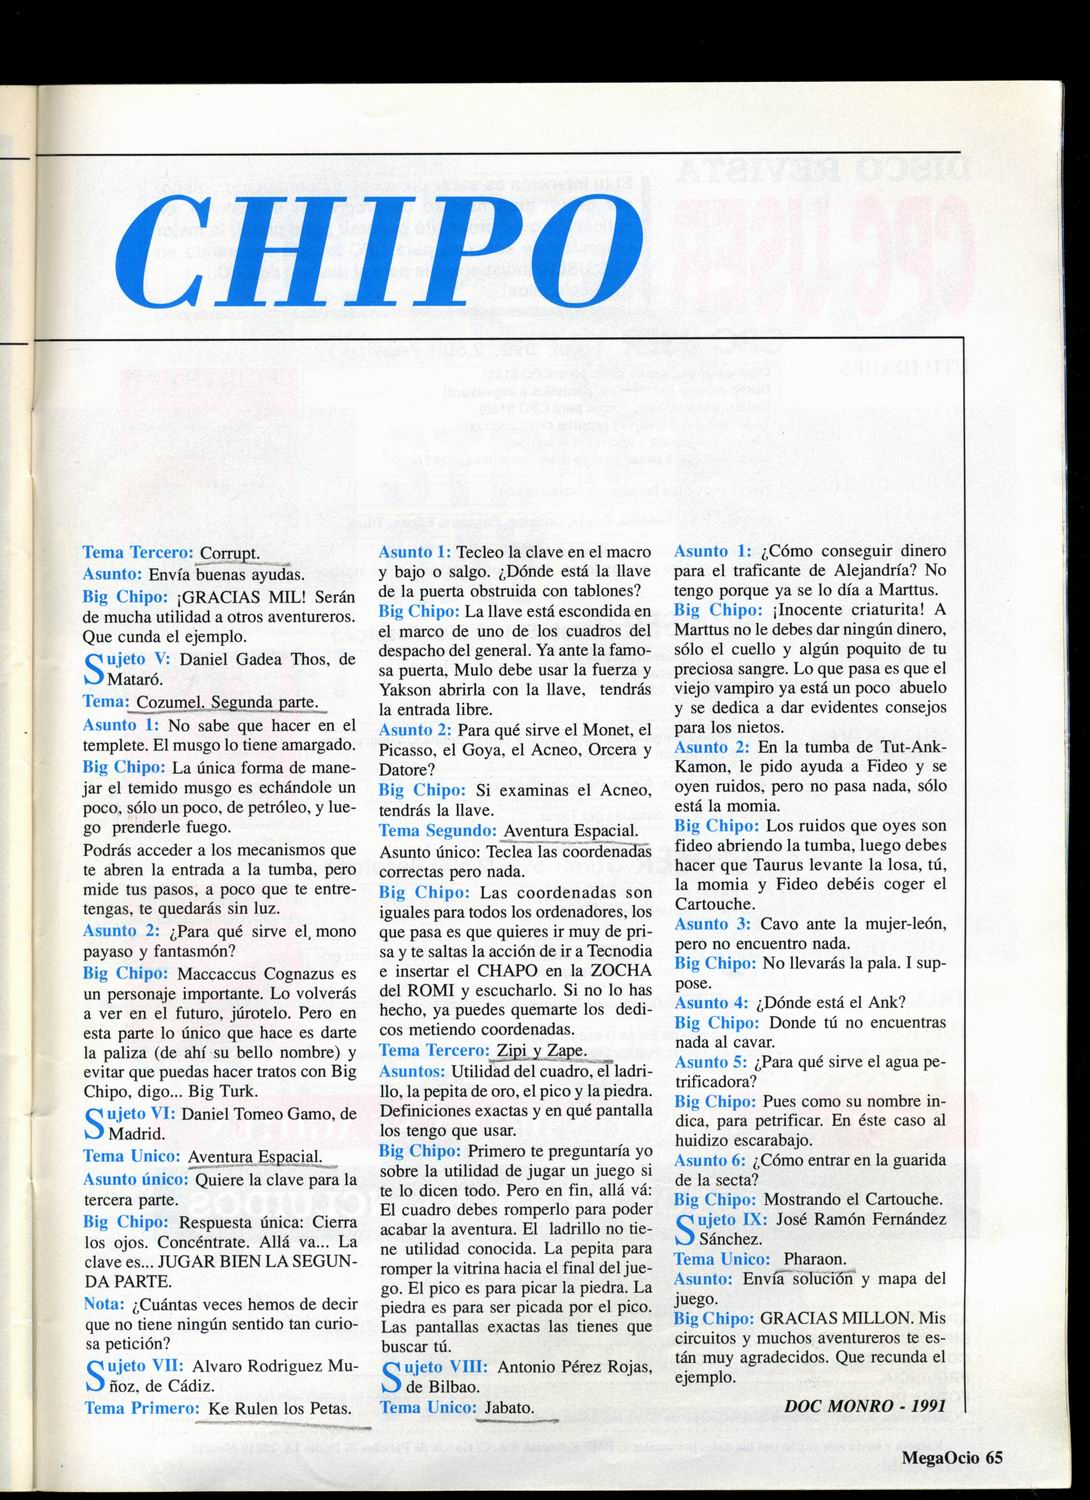 CHIPO
Tema Tercero: Corrupt.
Asunto: Envía buenas ayudas.
Big Chipo: ¡GRACIAS MIL! Serán
de mucha utilidad a otros aventureros.
Que cunda el ejemplo.
Sujeto V: Daniel Gadea Thos, de
Mataró.
Tema: Cozumel. Segunda parte.
Asunto 1: No sabe que hacer en el
templete. El musgo lo tiene amargado.
Big Chipo: La única forma de mane-
jar el temido musgo es echándole un
poco, sólo un poco, de petróleo, y lue-
go prenderle fuego.
Podrás acceder a los mecanismos que
te abren la entrada a la tumba, pero
mide tus pasos, a poco que te entre-
tengas, te quedarás sin luz.
Asunto 2: ¿Para qué sirve el mono
payaso y fantasmón?
Big Chipo: Maccaccus Cognazus es
un personaje importante. Lo volverás
a ver en el futuro, júrotelo. Pero en
esta parte lo único que hace es darte
la paliza (de ahí su bello nombre) y
evitar que puedas hacer tratos con Big
Chipo, digo... Big Turk.
Sujeto VI: Daniel Tomeo Gamo, de
Madrid.
Tema Unico: Aventura Espacial.
Asunto único: Quiere la clave para la
tercera parte.
Big Chipo: Respuesta única: Cierra
los ojos. Concéntrate. Allá va... La
clave es... JUGAR BIEN LA SEGUN-
DA PARTE.
Nota: ¿Cuántas veces hemos de decir
que no tiene ningún sentido tan curio-
sa petición?
Sujeto VII: Alvaro Rodriguez Mu-
ñoz, de Cádiz.
Tema Primero: Ke Rulen los Petas.
Asunto 1: Tecleo la clave en el macro
y bajo o salgo. ¿Dónde está la llave
de la puerta obstruida con tablones?
Big Chipo: La llave está escondida en
el marco de uno de los cuadros del
despacho del general. Ya ante la famo-
sa puerta, Mulo debe usar la fuerza y
Yakson abrirla con la llave, tendrás
la entrada libre.
Asunto 2: Para qué sirve el Monet, el
Picasso, el Goya, el Acneo, Orcera y
Datore?
Big Chipo: Si examinas el Acneo,
tendrás la llave.
Tema Segundo: Aventura Espacial.
Asunto único: Teclea las coordenadas
correctas pero nada.
Big Chipo: Las coordenadas son
iguales para todos los ordenadores, los
que pasa es que quieres ir muy de pri-
sa y te saltas la acción de ir a Tecnodia
e insertar el CHAPO en la ZOCHA
del ROMI y escucharlo. Si no lo has
hecho, ya puedes quemarte los dedi-
cos metiendo coordenadas.
Tema Tercero: Zipi y Zape.
Asuntos: Utilidad del cuadro, el ladri-
llo, la pepita de oro, el pico y la piedra.
Definiciones exactas y en qué pantalla
los tengo que usar.
Big Chipo: Primero te preguntaría yo
sobre la utilidad de jugar un juego si
te lo dicen todo. Pero en fin, allá vá:
El cuadro debes romperlo para poder
acabar la aventura. El ladrillo no tie-
ne utilidad conocida. La pepita para
romper la vitrina hacia el final del jue-
go. El pico es para picar la piedra. La
piedra es para ser picada por el pico.
Las pantallas exactas las tienes que
buscar tú.
Sujeto VIII: Antonio Pérez Rojas,
de Bilbao.
Tema Unico: Jabato.
Asunto 1: ¿Cómo conseguir dinero
para el traficante de Alejandría? No
tengo porque ya se lo día a Marttus.
Big Chipo: ¡Inocente criaturita! A
Marttus no le debes dar ningún dinero,
sólo el cuello y algún poquito de tu
preciosa sangre. Lo que pasa es que el
viejo vampiro ya está un poco abuelo
y se dedica a dar evidentes consejos
para los nietos.
Asunto 2: En la tumba de Tut-Ank-
Kamon, le pido ayuda a Fideo y se
oyen ruidos, pero no pasa nada, sólo
está la momia.
Big Chipo: Los ruidos que oyes son
fideo abriendo la tumba, luego debes
hacer que Taurus levante la losa, tú,
la momia y Fideo debéis coger el
Cartouche.
Asunto 3: Cavo ante la mujer-león,
pero no encuentro nada.
Big Chipo: No llevarás la pala. I sup-
pose.
Asunto 4: ¿Dónde está el Ank?
Big Chipo: Donde tú no encuentras
nada al cavar.
Asunto 5: ¿Para qué sirve el agua pe-
trificadora?
Big Chipo: Pues como su nombre in-
dica, para petrificar. En éste caso al
huidizo escarabajo.
Asunto 6: ¿Cómo entrar en la guarida
de la secta?
Big Chipo: Mostrando el Cartouche.
Sujeto IX: José Ramón Fernández
Sánchez.
Tema Unico: Pharaon.
Asunto: Envía solución y mapa del
juego.
Big Chipo: GRACIAS MILLON. Mis
circuitos y muchos aventureros te es-
tán muy agradecidos. Que recunda el
ejemplo.
DOC MONRO - 1991
MegaOcio 65